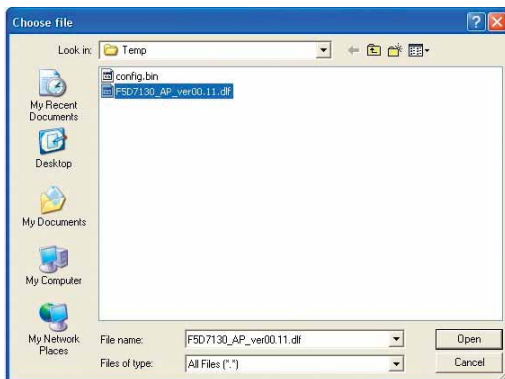 Choose file
Look in:
Temp
config.bin
F5D7130_AP_ver00.11.dlf
My Recent
Documents
Desktop
My Documents
My Computer
My Network
Places
File name:
F5D7130_AP_ver00.11.dlf
Open
Files of type:
All Files (*.*)
Cancel